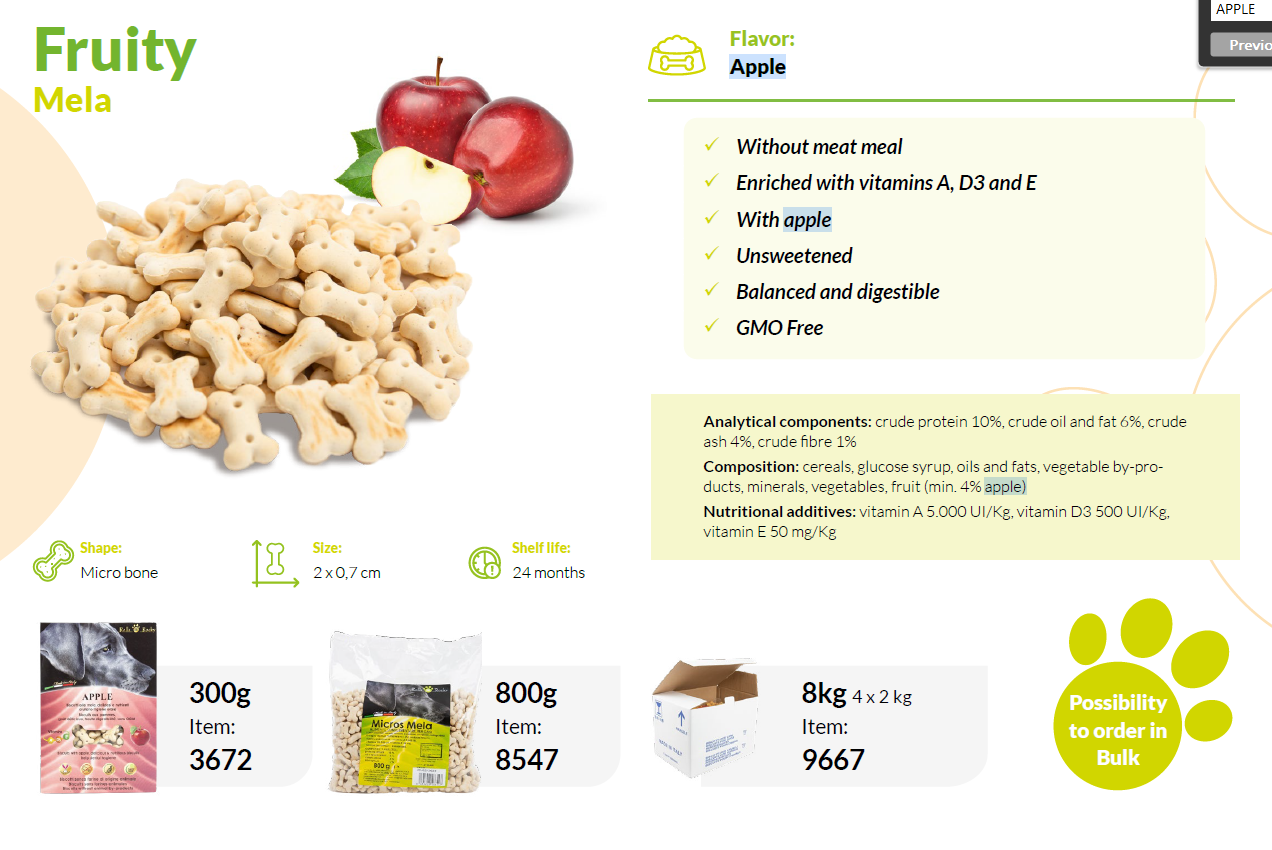 Fruity
Mela
APPLE
Previo
Flavor:
Apple
Without meat meal
Enriched with vitamins A, D3 and E
With apple
Unsweetened
Balanced and digestible
GMO Free
Analytical components: crude protein 10%, crude oil and fat 6%, crude
ash 4%, crude fibre 1%
Composition: cereals, glucose syrup, oils and fats, vegetable by-pro-
ducts, minerals, vegetables, fruit (min. 4% apple)
Nutritional additives: vitamin A 5.000 UI/Kg, vitamin D3 500 UI/Kg,
vitamin E 50 mg/Kg
Shape:
Micro bone
Size:
2 x 0,7 cm
Shelf life:
24 months
APPLE
300g
Item:
3672
Micros Mela
800 g
800g
Item:
8547
8kg 4 x 2 kg
Item:
9667
Possibility
to order in
Bulk